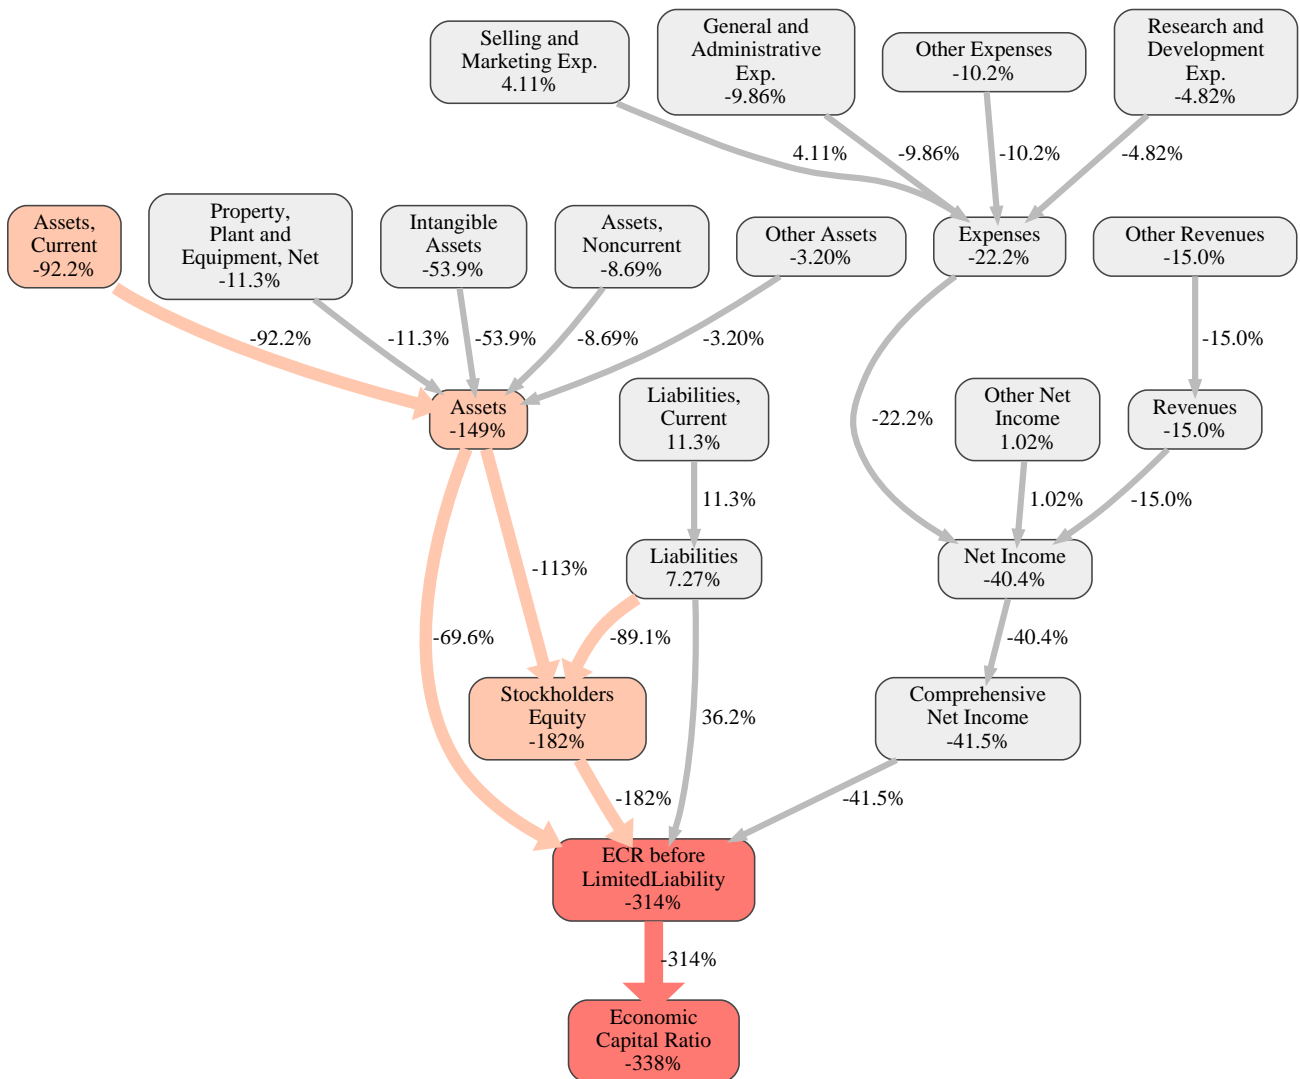 Selling and
Marketing Exp.
4.11%
General and
Administrative
Exp.
-9.86%
Other Expenses
-10.2%
Research and
Development
Exp.
-4.82%
4.11%
-9.86%
-10.2%
-4.82%
Assets,
Current
-92.2%
Property,
Plant and
Equipment, Net
-11.3%
Intangible
Assets
-53.9%
Assets,
Noncurrent
-8.69%
Other Assets
-3.20%
Expenses
-22.2%
Other Revenues
-15.0%
-92.2%
-11.3%
-53.9%
-8.69%
-3.20%
-15.0%
Assets
-149%
Liabilities,
Current
11.3%
-22.2%
Other Net
Income
1.02%
Revenues
-15.0%
11.3%
1.02%
-15.0%
-113%
Liabilities
7.27%
Net Income
-40.4%
-69.6%
-89.1%
-40.4%
Stockholders
Equity
-182%
36.2%
Comprehensive
Net Income
-41.5%
-182%
-41.5%
ECR before
LimitedLiability
-314%
-314%
Economic
Capital Ratio
-338%